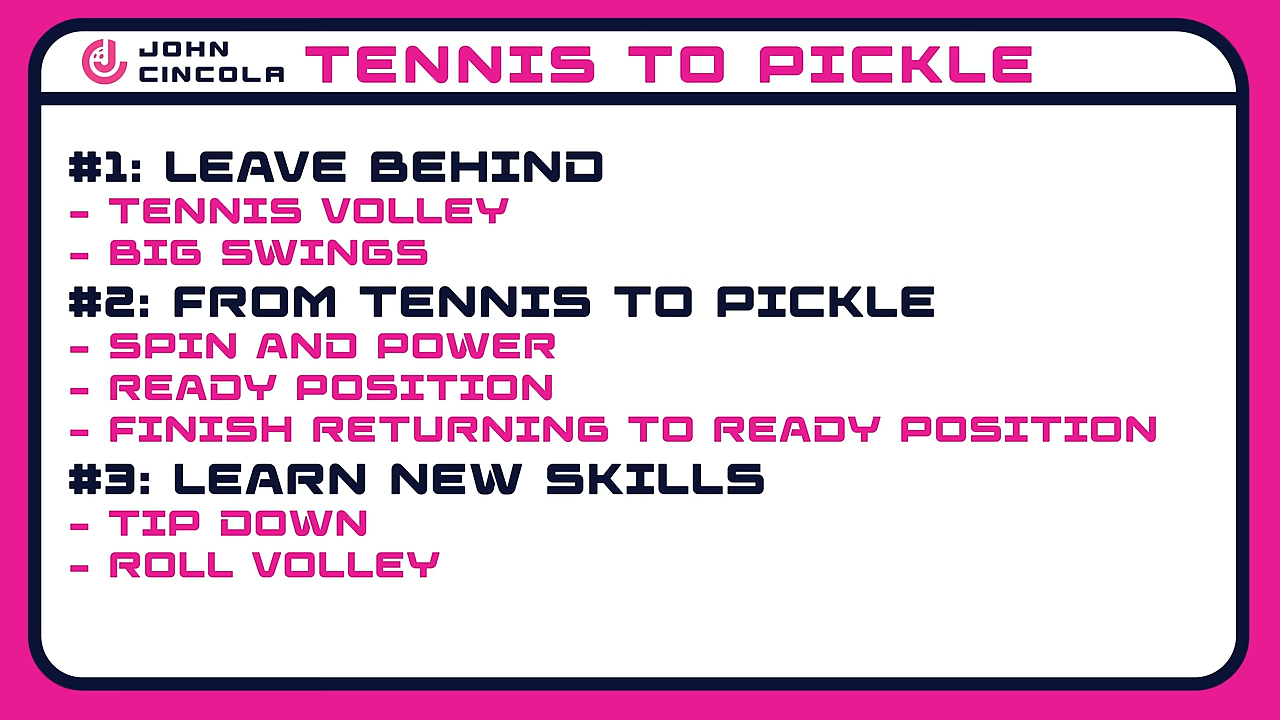 JOHN
CINCOLA
TENNIS TO PICKLE
#1: LEAVE BEHIND
- TENNIS VOLLEY
- BIG SWINGS
#2: FROM TENNIS TO PICKLE
- SPIN AND POWER
- READY POSITION
- FINISH RETURNING TO READY POSITION
#3: LEARN NEW SKILLS
- TIP DOWN
- ROLL VOLLEY